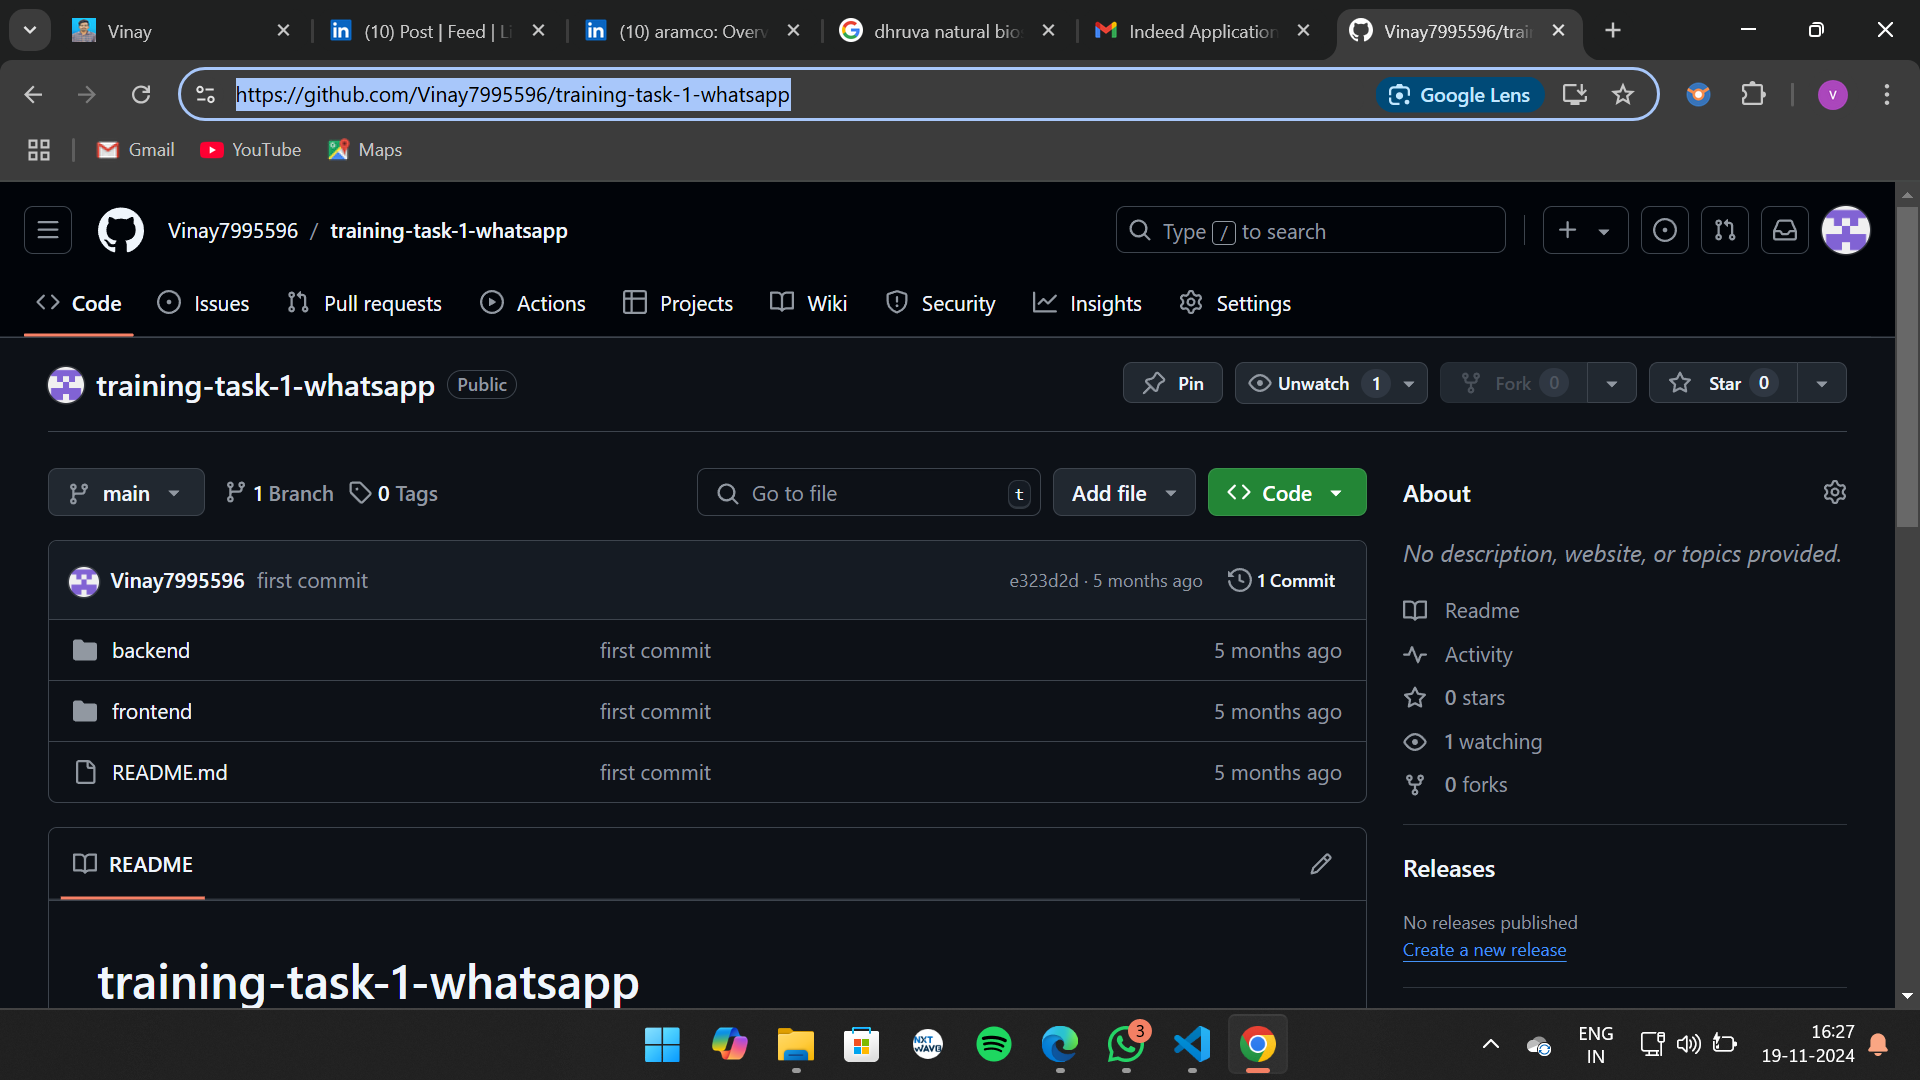 Vinay
(10) Post | Feed | Li
(10) aramco: Overv
dhruva natural bio
Indeed Application
Vinay7995596/trai
https://github.com/Vinay7995596/training-task-1-whatsapp
Google Lens
V
Gmail
YouTube
Maps
Vinay7995596 / training-task-1-whatsapp
Type / to search
Code
Issues
Pull requests
Actions
Projects
Wiki
Security
Insights
Settings
training-task-1-whatsapp Public
Pin
Unwatch 1
Fork 0
Star 0
main
1 Branch
0 Tags
Go to file t
Add file
Code
About
No description, website, or topics provided.
Vinay7995596 first commit
e323d2d · 5 months ago
1 Commit
backend first commit 5 months ago
frontend first commit 5 months ago
README.md first commit 5 months ago
Readme
Activity
0 stars
1 watching
0 forks
README
training-task-1-whatsapp
Releases
No releases published
Create a new release
NXT
WAVE
3
ENG
IN
16:27
19-11-2024